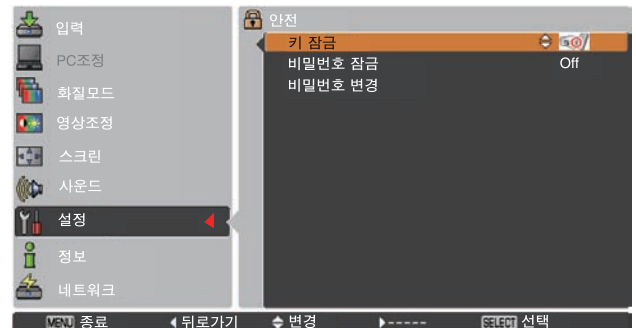 입력
PC조정
화질모드
영상조정
스크린
사운드
설정
정보
네트워크
안전
키 잠금
비밀번호 잠금 Off
비밀번호 변경
MENU 종료 뒤로가기 변경 ----- SELECT 선택